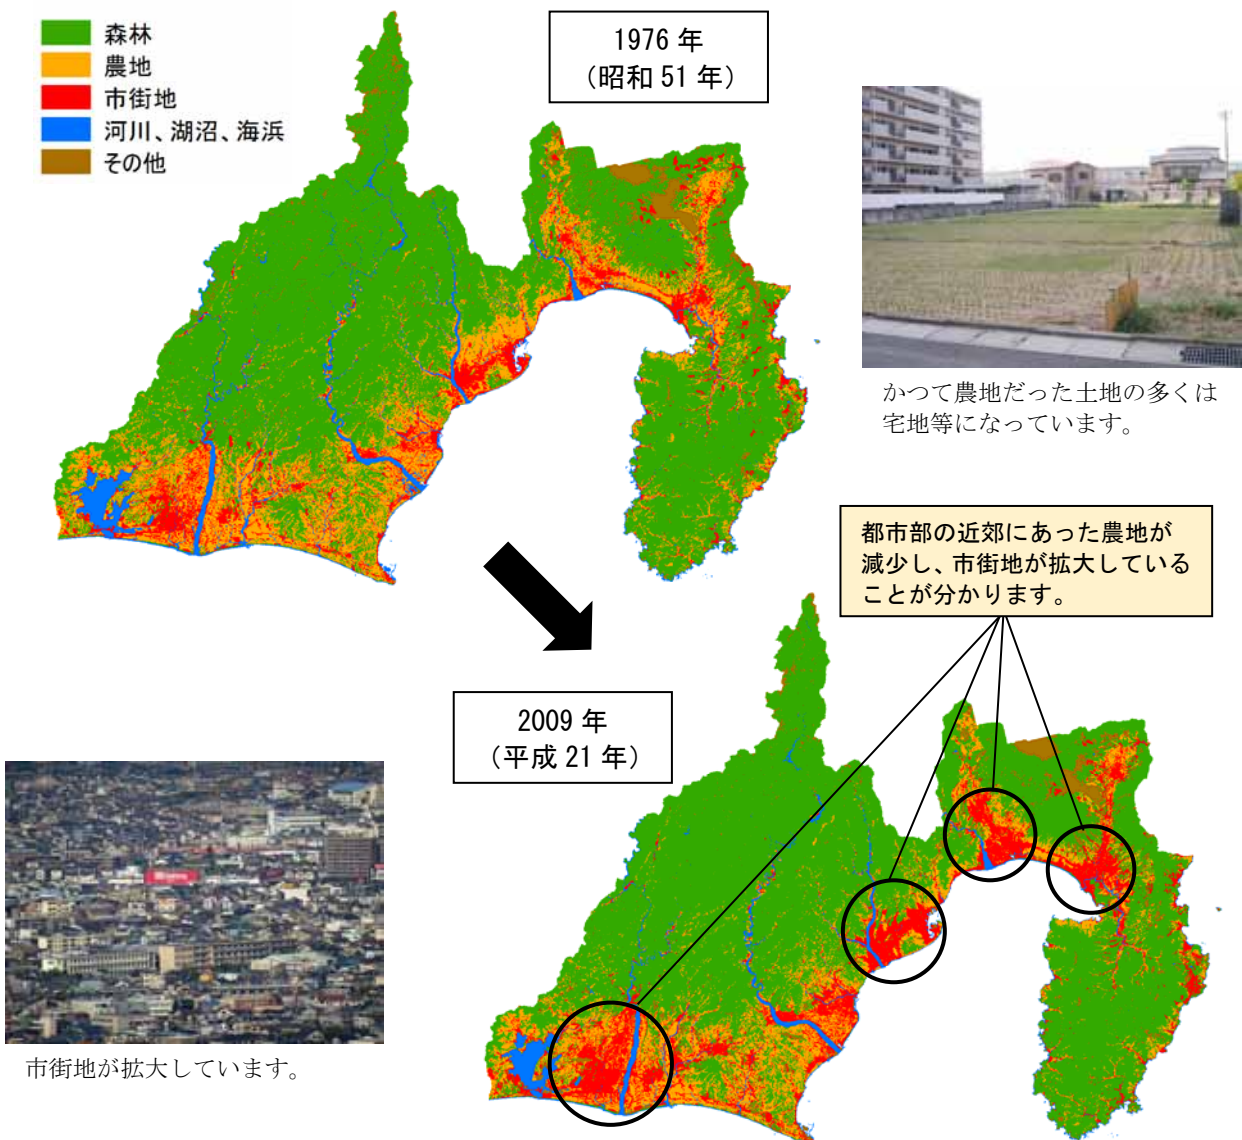 森林
農地
市街地
河川、湖沼、海浜
その他
1976 年
（昭和 51 年）
かつて農地だった土地の多くは
宅地等になっています。
都市部の近郊にあった農地が
減少し、市街地が拡大している
ことが分かります。
2009 年
（平成 21 年）
市街地が拡大しています。